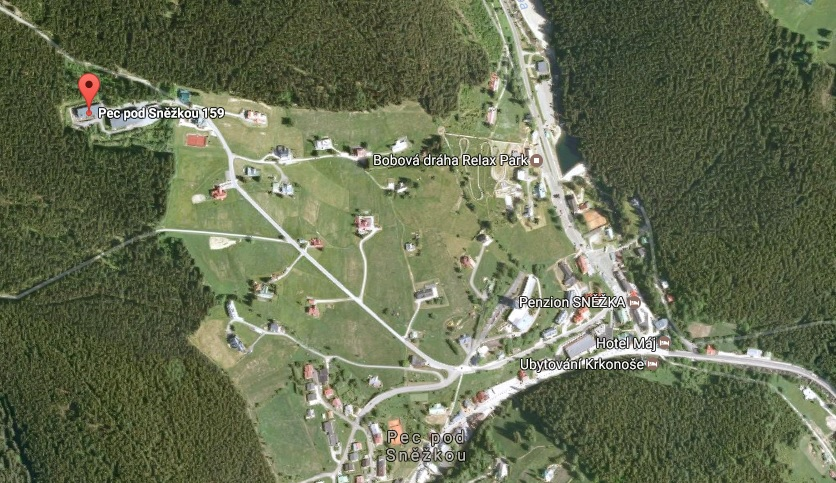 Pec pod Sněžkou 159
Bobová dráha Relax Park
Penzion SNĚŽKA
Hotel Máj
Ubytování Krkonoše
Pec pod
Sněžkou